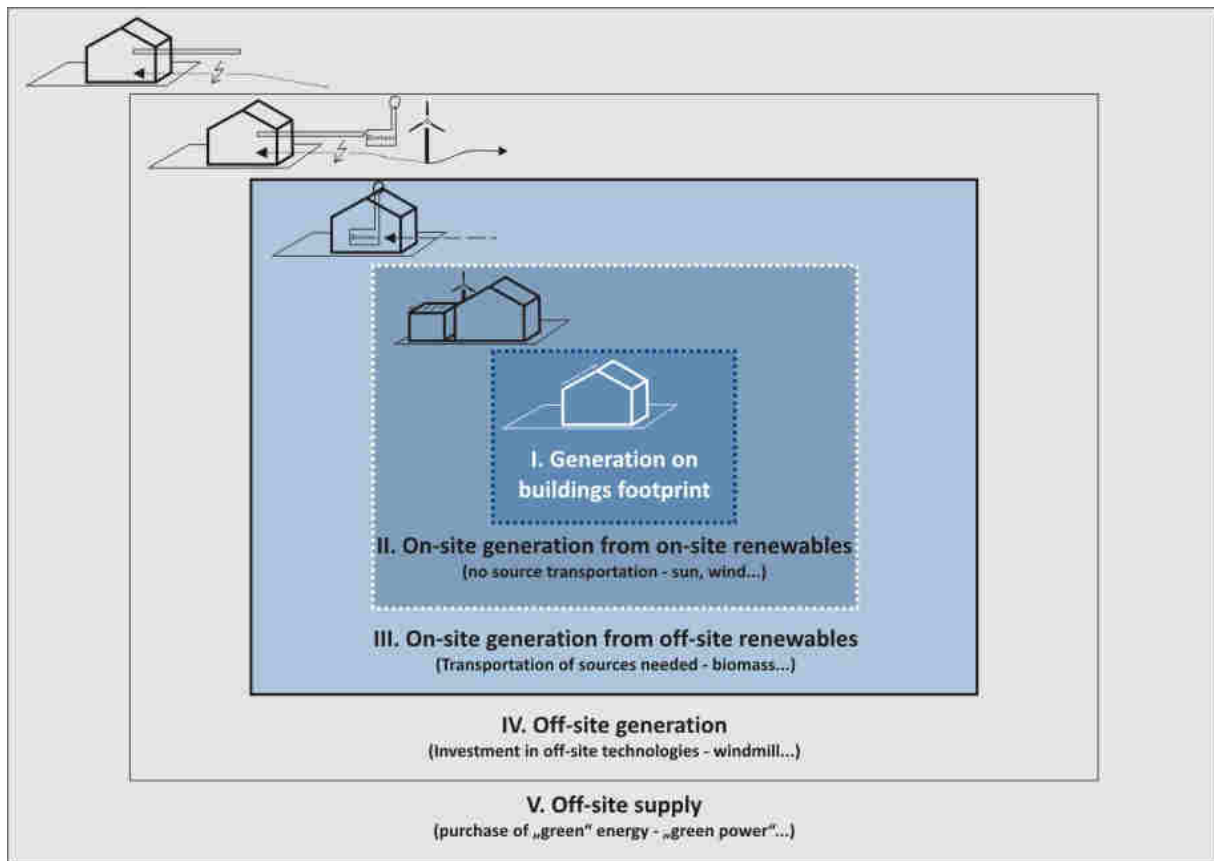 I. Generation on
buildings footprint
II. On-site generation from on-site renewables
(no source transportation - sun, wind...)
III. On-site generation from off-site renewables
(Transportation of sources needed - biomass...)
IV. Off-site generation
(Investment in off-site technologies - windmill...)
V. Off-site supply
(purchase of „green“ energy - „green power“...)